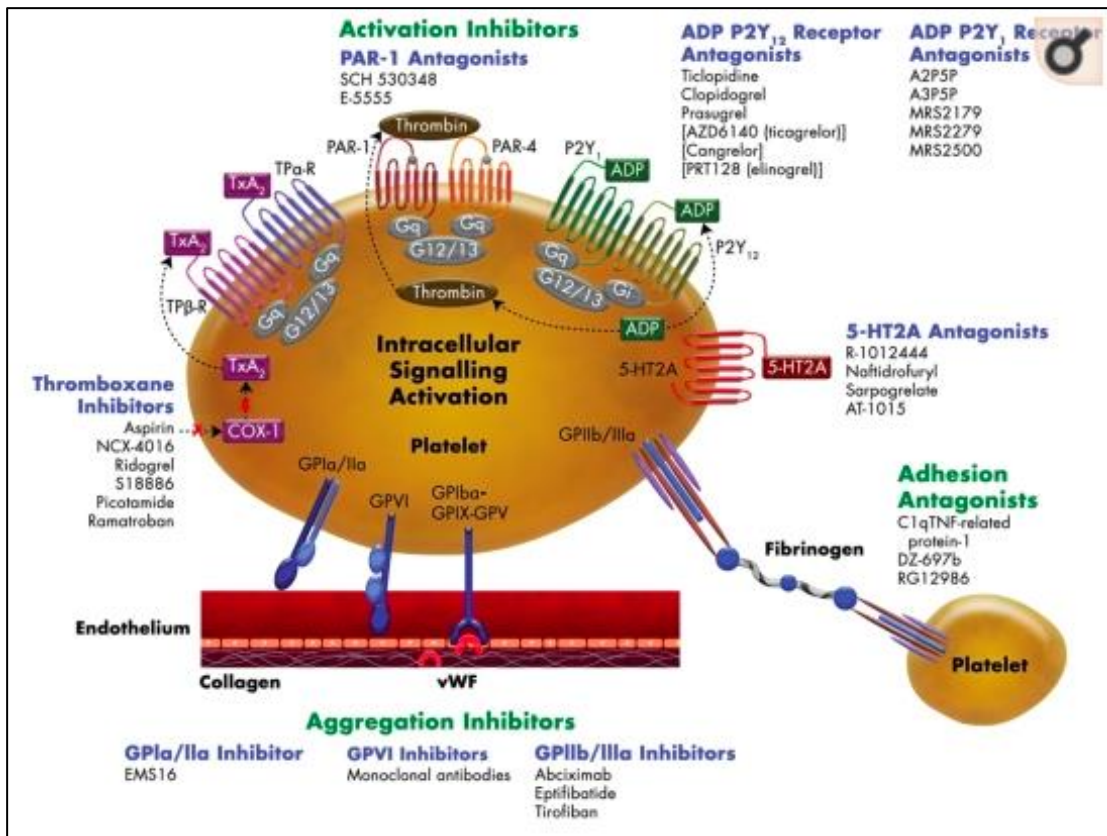 Activation Inhibitors
PAR-1 Antagonists
SCH 530348
E-5555
ADP P2Y12 Receptor
Antagonists
Ticlopidine
Clopidogrel
Prasugrel
[AZD6140 (ticagrelor)]
[Cangrelor]
[PRT128 (elinogrel)]
ADP P2Y1 Receptor
Antagonists
A2P5P
A3P5P
MRS2179
MRS2279
MRS2500
Thrombin
PAR-1
PAR-4
P2Y1
ADP
TPα-R
TxA2
ADP
TxA2
P2Y12
Gq
Gq
G12/13
Gq
Gq
G12/13
Gi
G12/13
Gq
TPβ-R
Thrombin
ADP
Intracellular
Signalling
Activation
Platelet
5-HT2A
5-HT2A
5-HT2A Antagonists
R-1012444
Naftidrofuryl
Sarpogrelate
AT-1015
TxA2
COX-1
Thromboxane
Inhibitors
Aspirin
NCX-4016
Ridogrel
S18886
Picotamide
Ramatroban
GPIa/IIa
GPVI
GPIba-
GPIX-GPV
GPIIb/IIIa
Fibrinogen
Adhesion
Antagonists
C1qTNF-related
protein-1
DZ-697b
RG12986
Platelet
Endothelium
Collagen
vWF
Aggregation Inhibitors
GPIa/IIa Inhibitor
EMS16
GPVI Inhibitors
Monoclonal antibodies
GPIIb/IIIa Inhibitors
Abciximab
Eptifibatide
Tirofiban